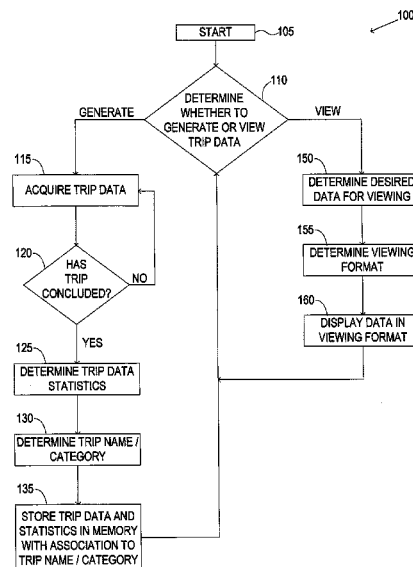 100
START
105
110
DETERMINE
WHETHER TO
GENERATE OR VIEW
TRIP DATA
GENERATE
VIEW
115
ACQUIRE TRIP DATA
120
HAS
TRIP
CONCLUDED?
NO
YES
125
DETERMINE TRIP DATA
STATISTICS
130
DETERMINE TRIP NAME /
CATEGORY
135
STORE TRIP DATA AND
STATISTICS IN MEMORY
WITH ASSOCIATION TO
TRIP NAME / CATEGORY
150
DETERMINE DESIRED
DATA FOR VIEWING
155
DETERMINE VIEWING
FORMAT
160
DISPLAY DATA IN
VIEWING FORMAT